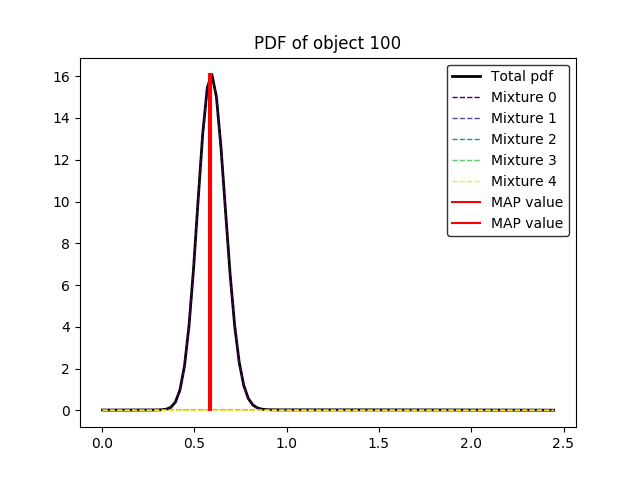 PDF of object 100
16
14
12
10
8
6
4
2
0
0.0 0.5 1.0 1.5 2.0 2.5
Total pdf
Mixture 0
Mixture 1
Mixture 2
Mixture 3
Mixture 4
MAP value
MAP value